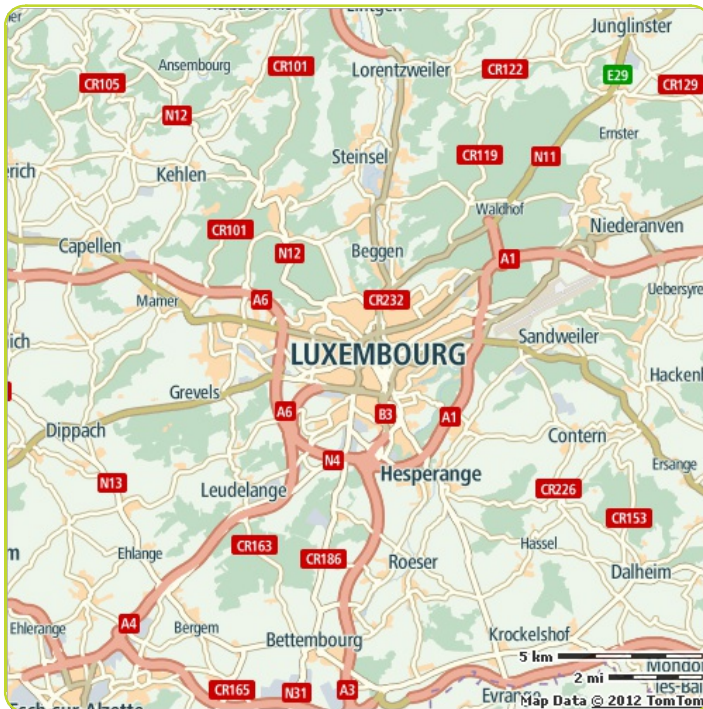 Lintgen
Junglinster
CR101
Ansembourg
CR105
Lorentzweiler
CR122
E29
CR129
N12
Ernster
Steinsel
CR119
N11
Kehlen
Waldhof
CR101
Niederanven
Capellen
N12
Beggen
A1
Mamer
A6
CR232
LUXEMBOURG
Sandweiler
Grevels
A6
B3
A1
Dippach
Contern
N4
Hesperange
Ersange
N13
Leudelange
CR226
CR153
CR163
Hassel
Ehlange
CR186
Roeser
Dalheim
A4
Ehlerange
Bergem
Bettembourg
Krockelshof
5 km
2 mi
CR165
N31
A3
Evrange
Map Data © 2012 TomTom